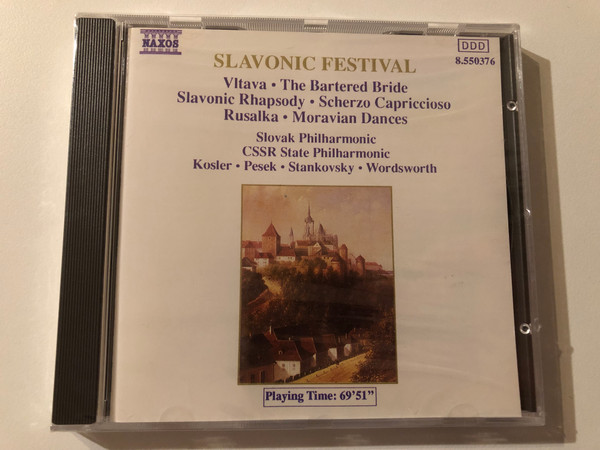 NAXOS
DDD
8.550376
SLAVONIC FESTIVAL
Vltava • The Bartered Bride
Slavonic Rhapsody • Scherzo Capriccioso
Rusalka • Moravian Dances
Slovak Philharmonic
CSSR State Philharmonic
Kosler • Pesek • Stankovsky • Wordsworth
Playing Time: 69’51”